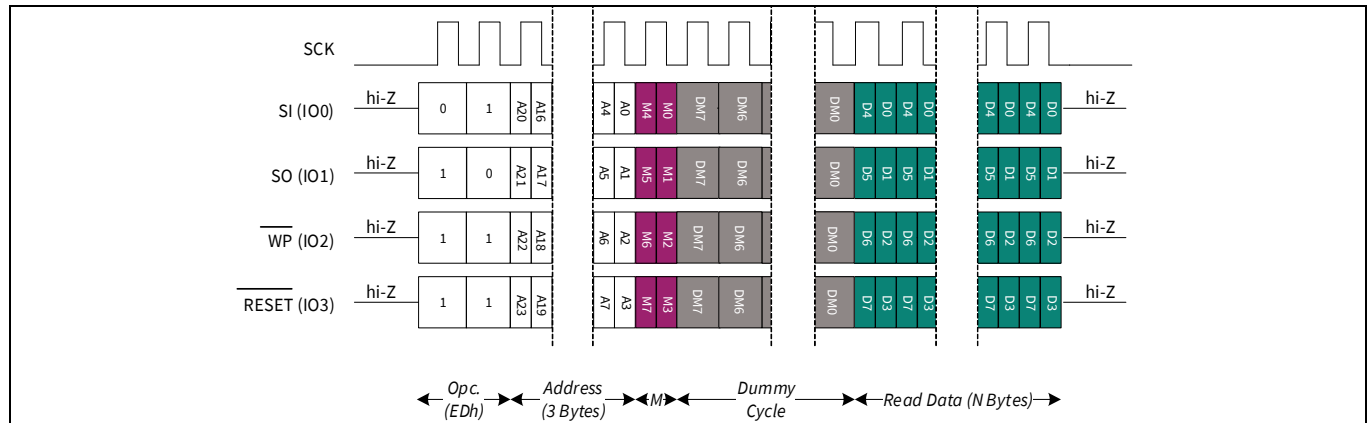 SCK
SI (IO0) hi-Z 0 1 A20 A16 A4 A0 M4 M0 DM7 DM6 DM0 D4 D0 D4 D0 D4 D0 D4 D0 hi-Z
SO (IO1) hi-Z 1 0 A21 A17 A5 A1 M5 M1 DM7 DM6 DM0 D5 D1 D5 D1 D5 D1 D5 D1 hi-Z
WP (IO2) hi-Z 1 1 A22 A18 A6 A2 M6 M2 DM7 DM6 DM0 D6 D2 D6 D2 D6 D2 D6 D2 hi-Z
RESET (IO3) hi-Z 1 1 A23 A19 A7 A3 M7 M3 DM7 DM6 DM0 D7 D3 D7 D3 D7 D3 D7 D3 hi-Z
Opc. Address M Dummy Read Data (N Bytes)
(EDh) (3 Bytes) Cycle